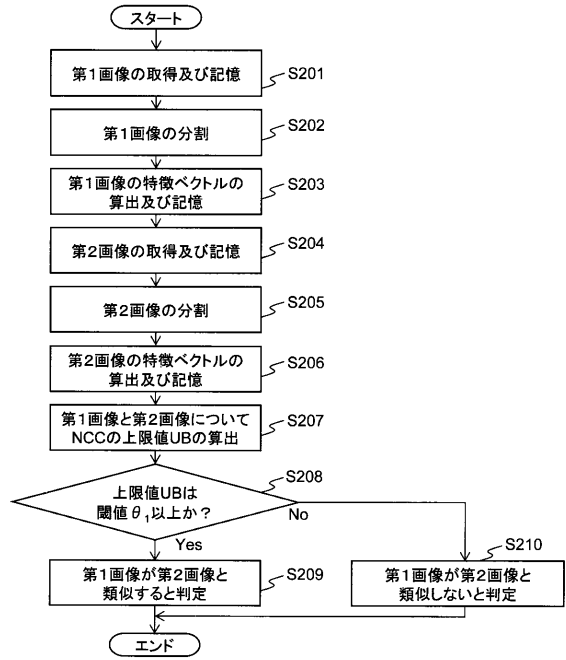 スタート
第1画像の取得及び記憶
S201
第1画像の分割
S202
第1画像の特徴ベクトルの
算出及び記憶
S203
第2画像の取得及び記憶
S204
第2画像の分割
S205
第2画像の特徴ベクトルの
算出及び記憶
S206
第1画像と第2画像について
NCCの上限値UBの算出
S207
上限値UBは
閾値θ1以上か?
S208
No
Yes
第1画像が第2画像と
類似すると判定
S209
第1画像が第2画像と
類似しないと判定
S210
エンド